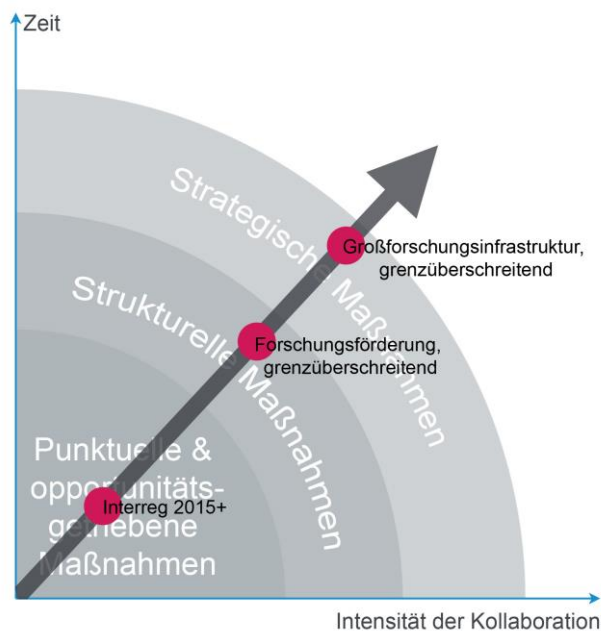 Zeit
Strategische Maßnahmen
Großforschungsinfrastruktur,
grenzüberschreitend
Strukturelle Maßnahmen
Forschungsförderung,
grenzüberschreitend
Punktuelle &
opportunitäts-
getriebene
Maßnahmen
Interreg 2015+
Intensität der Kollaboration